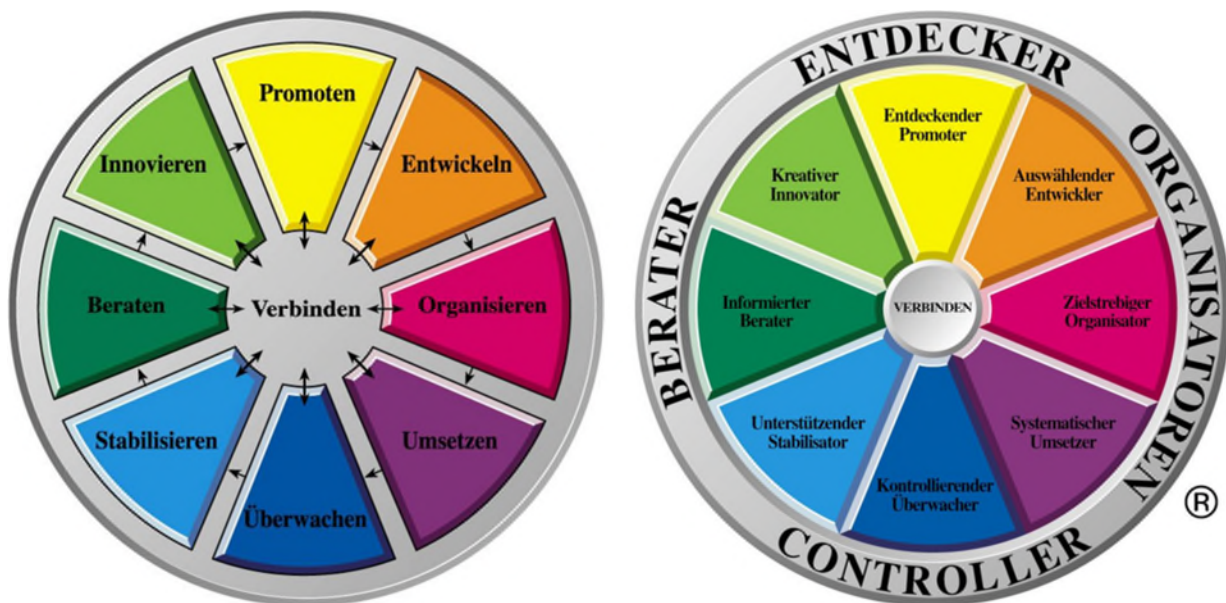 Promoten
Entwickeln
Organisieren
Umsetzen
Überwachen
Stabilisieren
Beraten
Innovieren
Verbinden
ENTDECKER
ORGANISATOREN
CONTROLLER
BERATER
Entdeckender
Promoter
Auswählender
Entwickler
Zielstrebiger
Organisator
Systematischer
Umsetzer
Kontrollierender
Überwacher
Unterstützender
Stabilisator
Informierter
Berater
Kreativer
Innovator
VERBINDEN
®